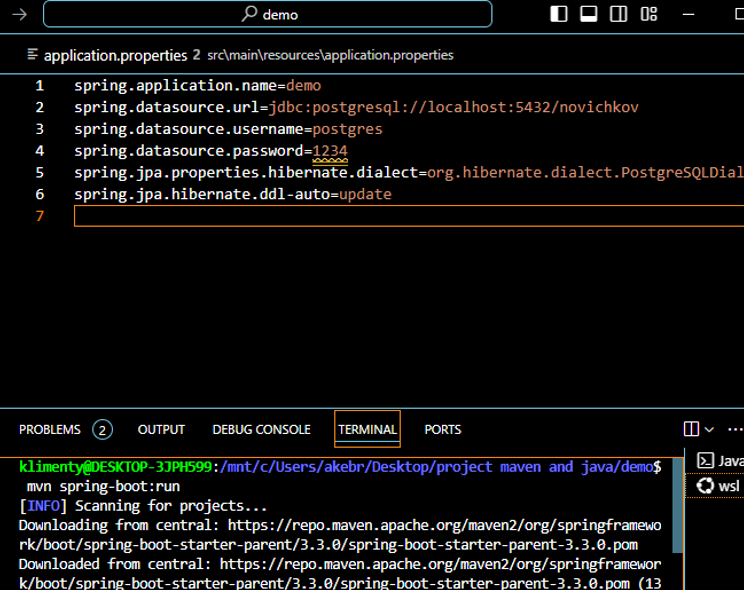 demo
application.properties 2 src\main\resources\application.properties
1 spring.application.name=demo
2 spring.datasource.url=jdbc:postgresql://localhost:5432/novichkov
3 spring.datasource.username=postgres
4 spring.datasource.password=1234
5 spring.jpa.properties.hibernate.dialect=org.hibernate.dialect.PostgreSQLDial
6 spring.jpa.hibernate.ddl-auto=update
7
PROBLEMS 2 OUTPUT DEBUG CONSOLE TERMINAL PORTS
klimenty@DESKTOP-3JPH599:/mnt/c/Users/akebr/Desktop/project maven and java/demo$
mvn spring-boot:run
[INFO] Scanning for projects...
Downloading from central: https://repo.maven.apache.org/maven2/org/springframewo
rk/boot/spring-boot-starter-parent/3.3.0/spring-boot-starter-parent-3.3.0.pom
Downloaded from central: https://repo.maven.apache.org/maven2/org/springframewor
k/boot/spring-boot-starter-parent/3.3.0/spring-boot-starter-parent-3.3.0.pom (13
Java
wsl